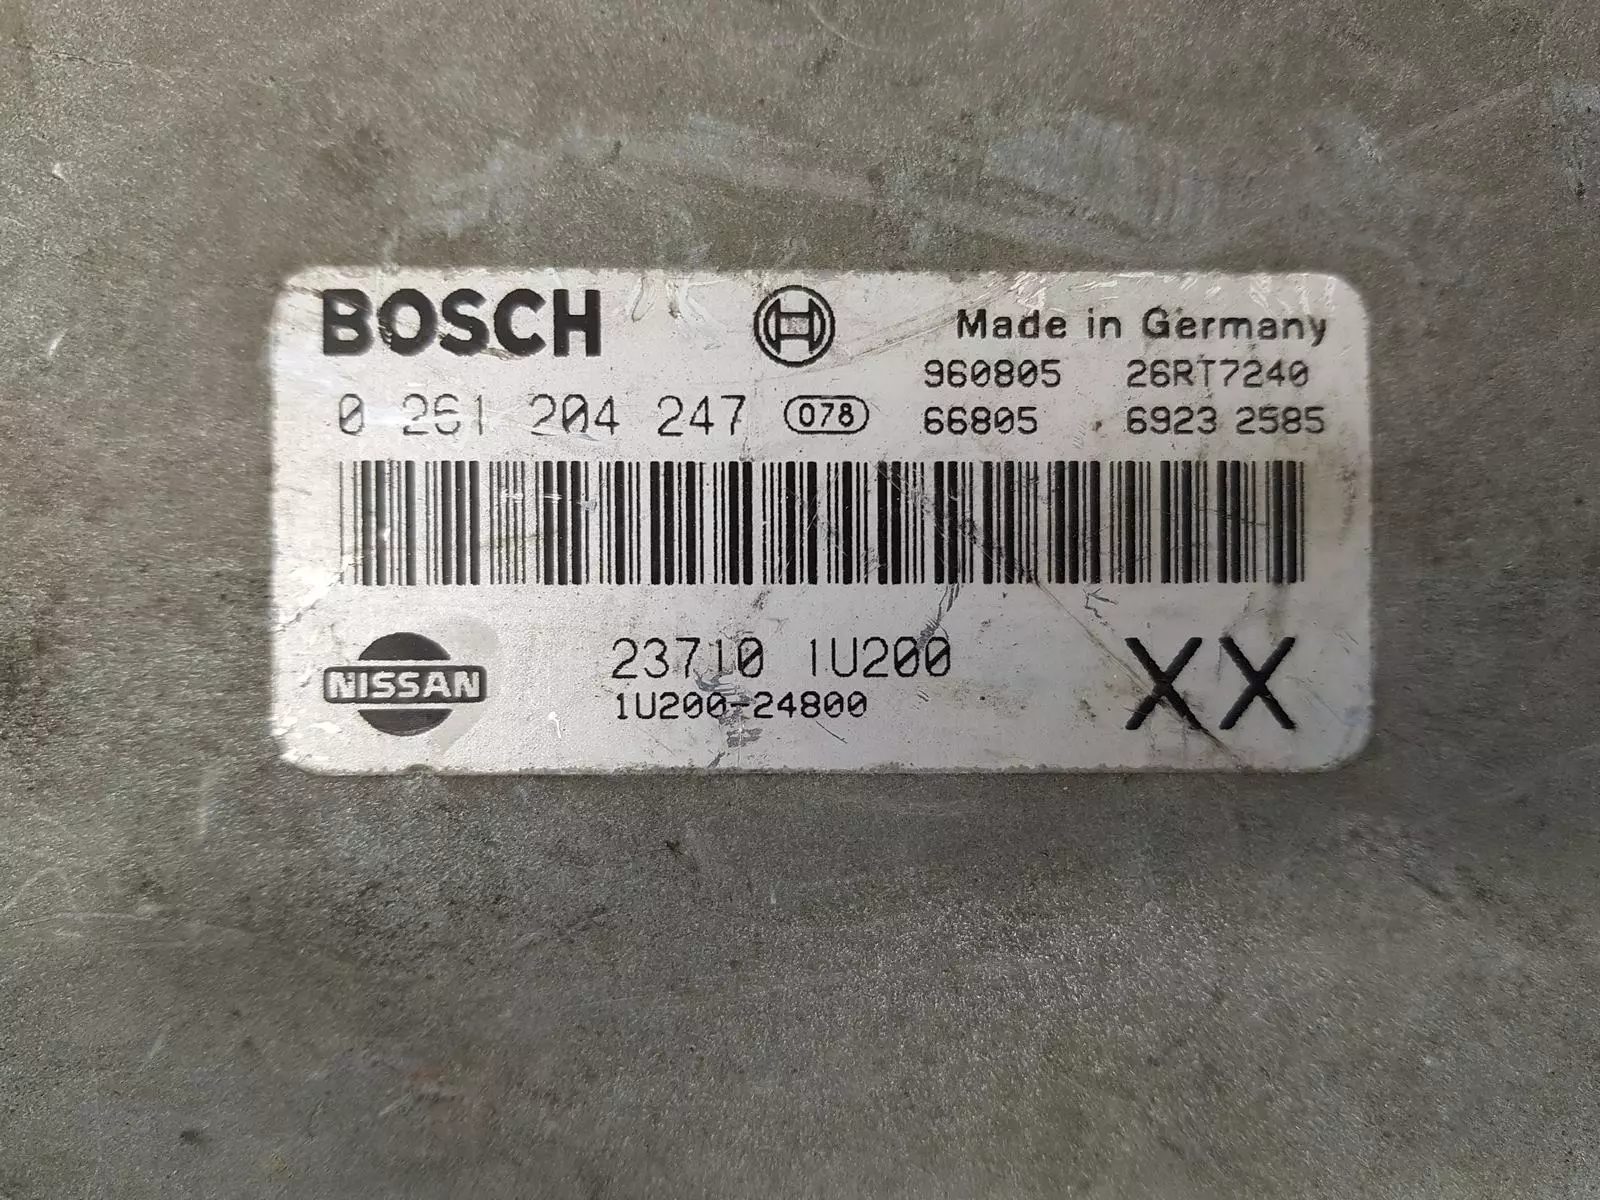 BOSCH
Made in Germany
960805 26RT7240
0 261 204 247 078
66805 6923 2585
NISSAN
23710 1U200
1U200-24800
XX